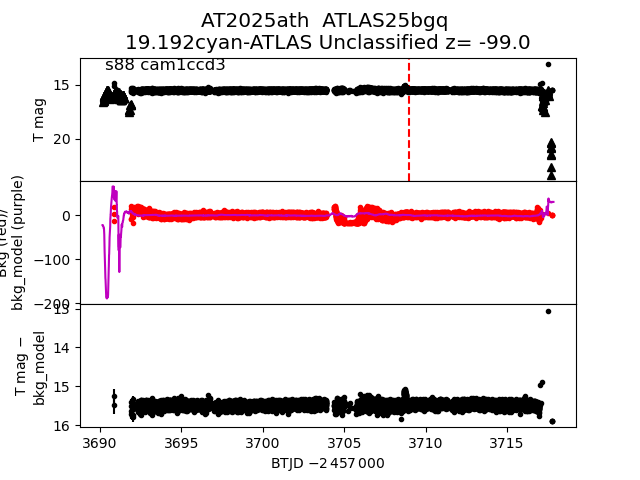 AT2025ath  ATLAS25bgq
19.192cyan-ATLAS Unclassified z= -99.0
s88 cam1ccd3
T mag
15
20
Bkg (red)/
bkg_model (purple)
0
−100
−200
T mag −
bkg_model
13
14
15
16
3690
3695
3700
3705
3710
3715
BTJD −2 457 000